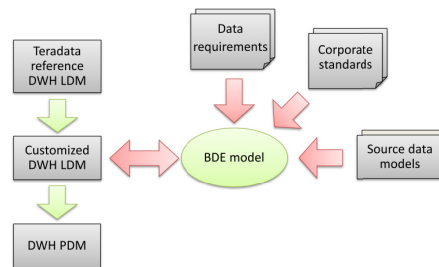 Teradata
reference
DWH LDM
Data
requirements
Corporate
standards
Customized
DWH LDM
BDE model
Source data
models
DWH PDM